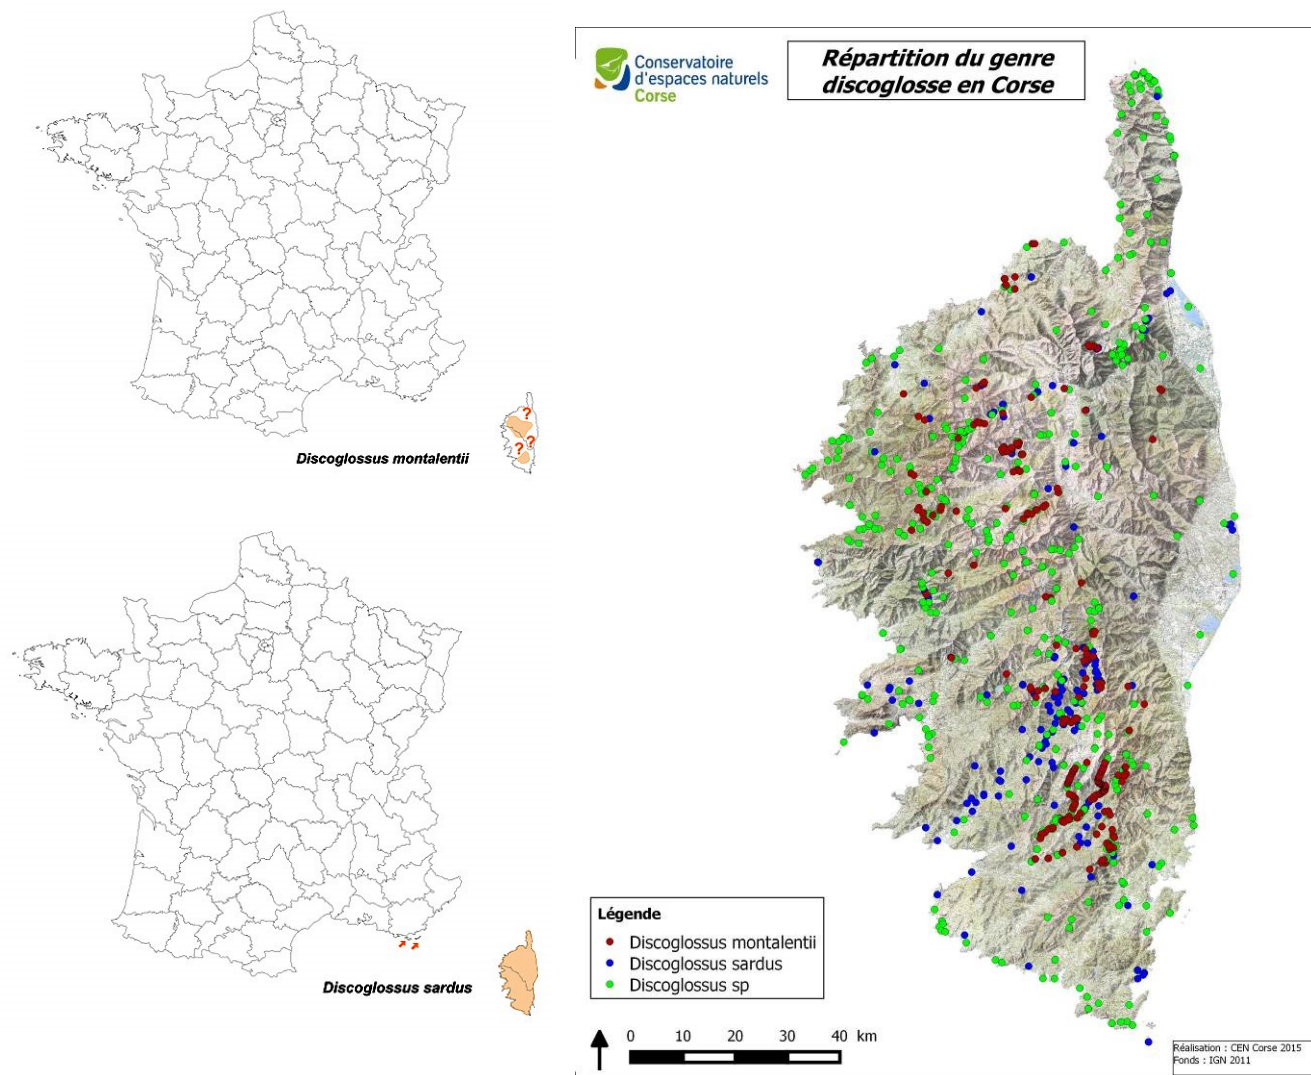 ?
? ?
Discoglossus montalentii
Discoglossus sardus
Conservatoire
d'espaces naturels
Corse
Répartition du genre
discoglosse en Corse
Légende
Discoglossus montalentii
Discoglossus sardus
Discoglossus sp
0 10 20 30 40 km
Réalisation : CEN Corse 2015
Fonds : IGN 2011